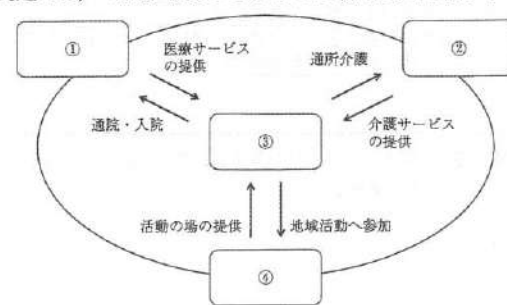 ①
医療サービス
の提供
通所介護
②
通院・入院
③
介護サービス
の提供
活動の場の提供
地域活動へ参加
④